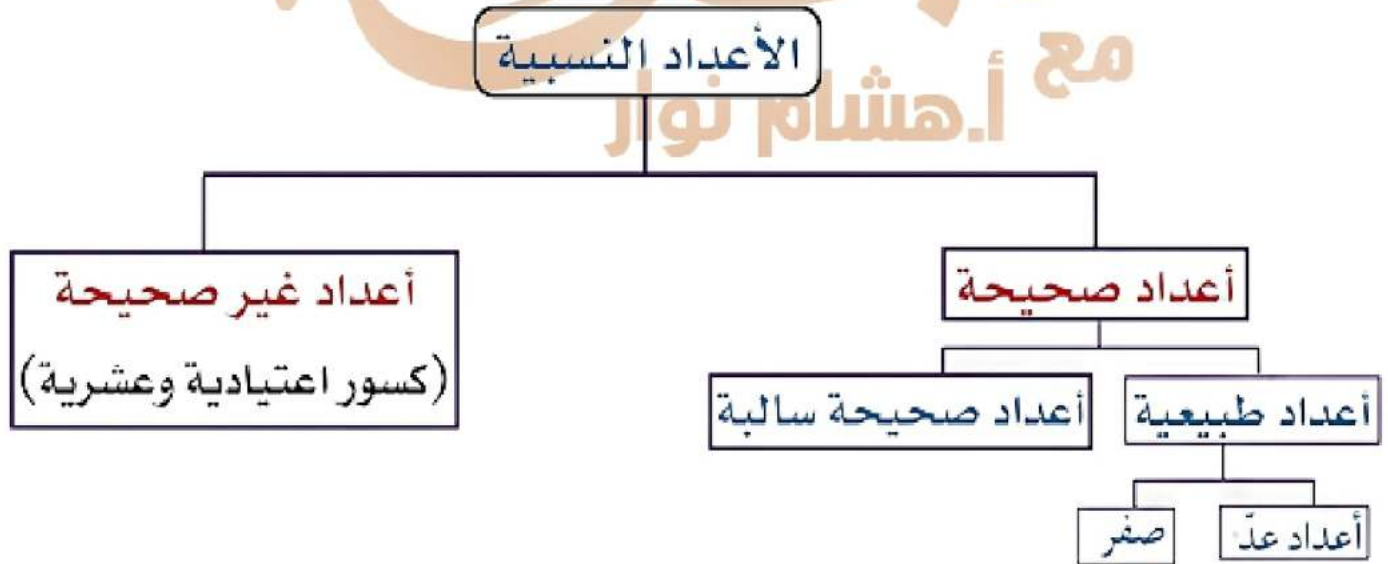 مع
أ.هشام نوار
الأعداد النسبية
أعداد صحيحة
أعداد غير صحيحة
(كسور اعتيادية وعشرية)
أعداد طبيعية
أعداد صحيحة سالبة
أعداد عدّ
صفر